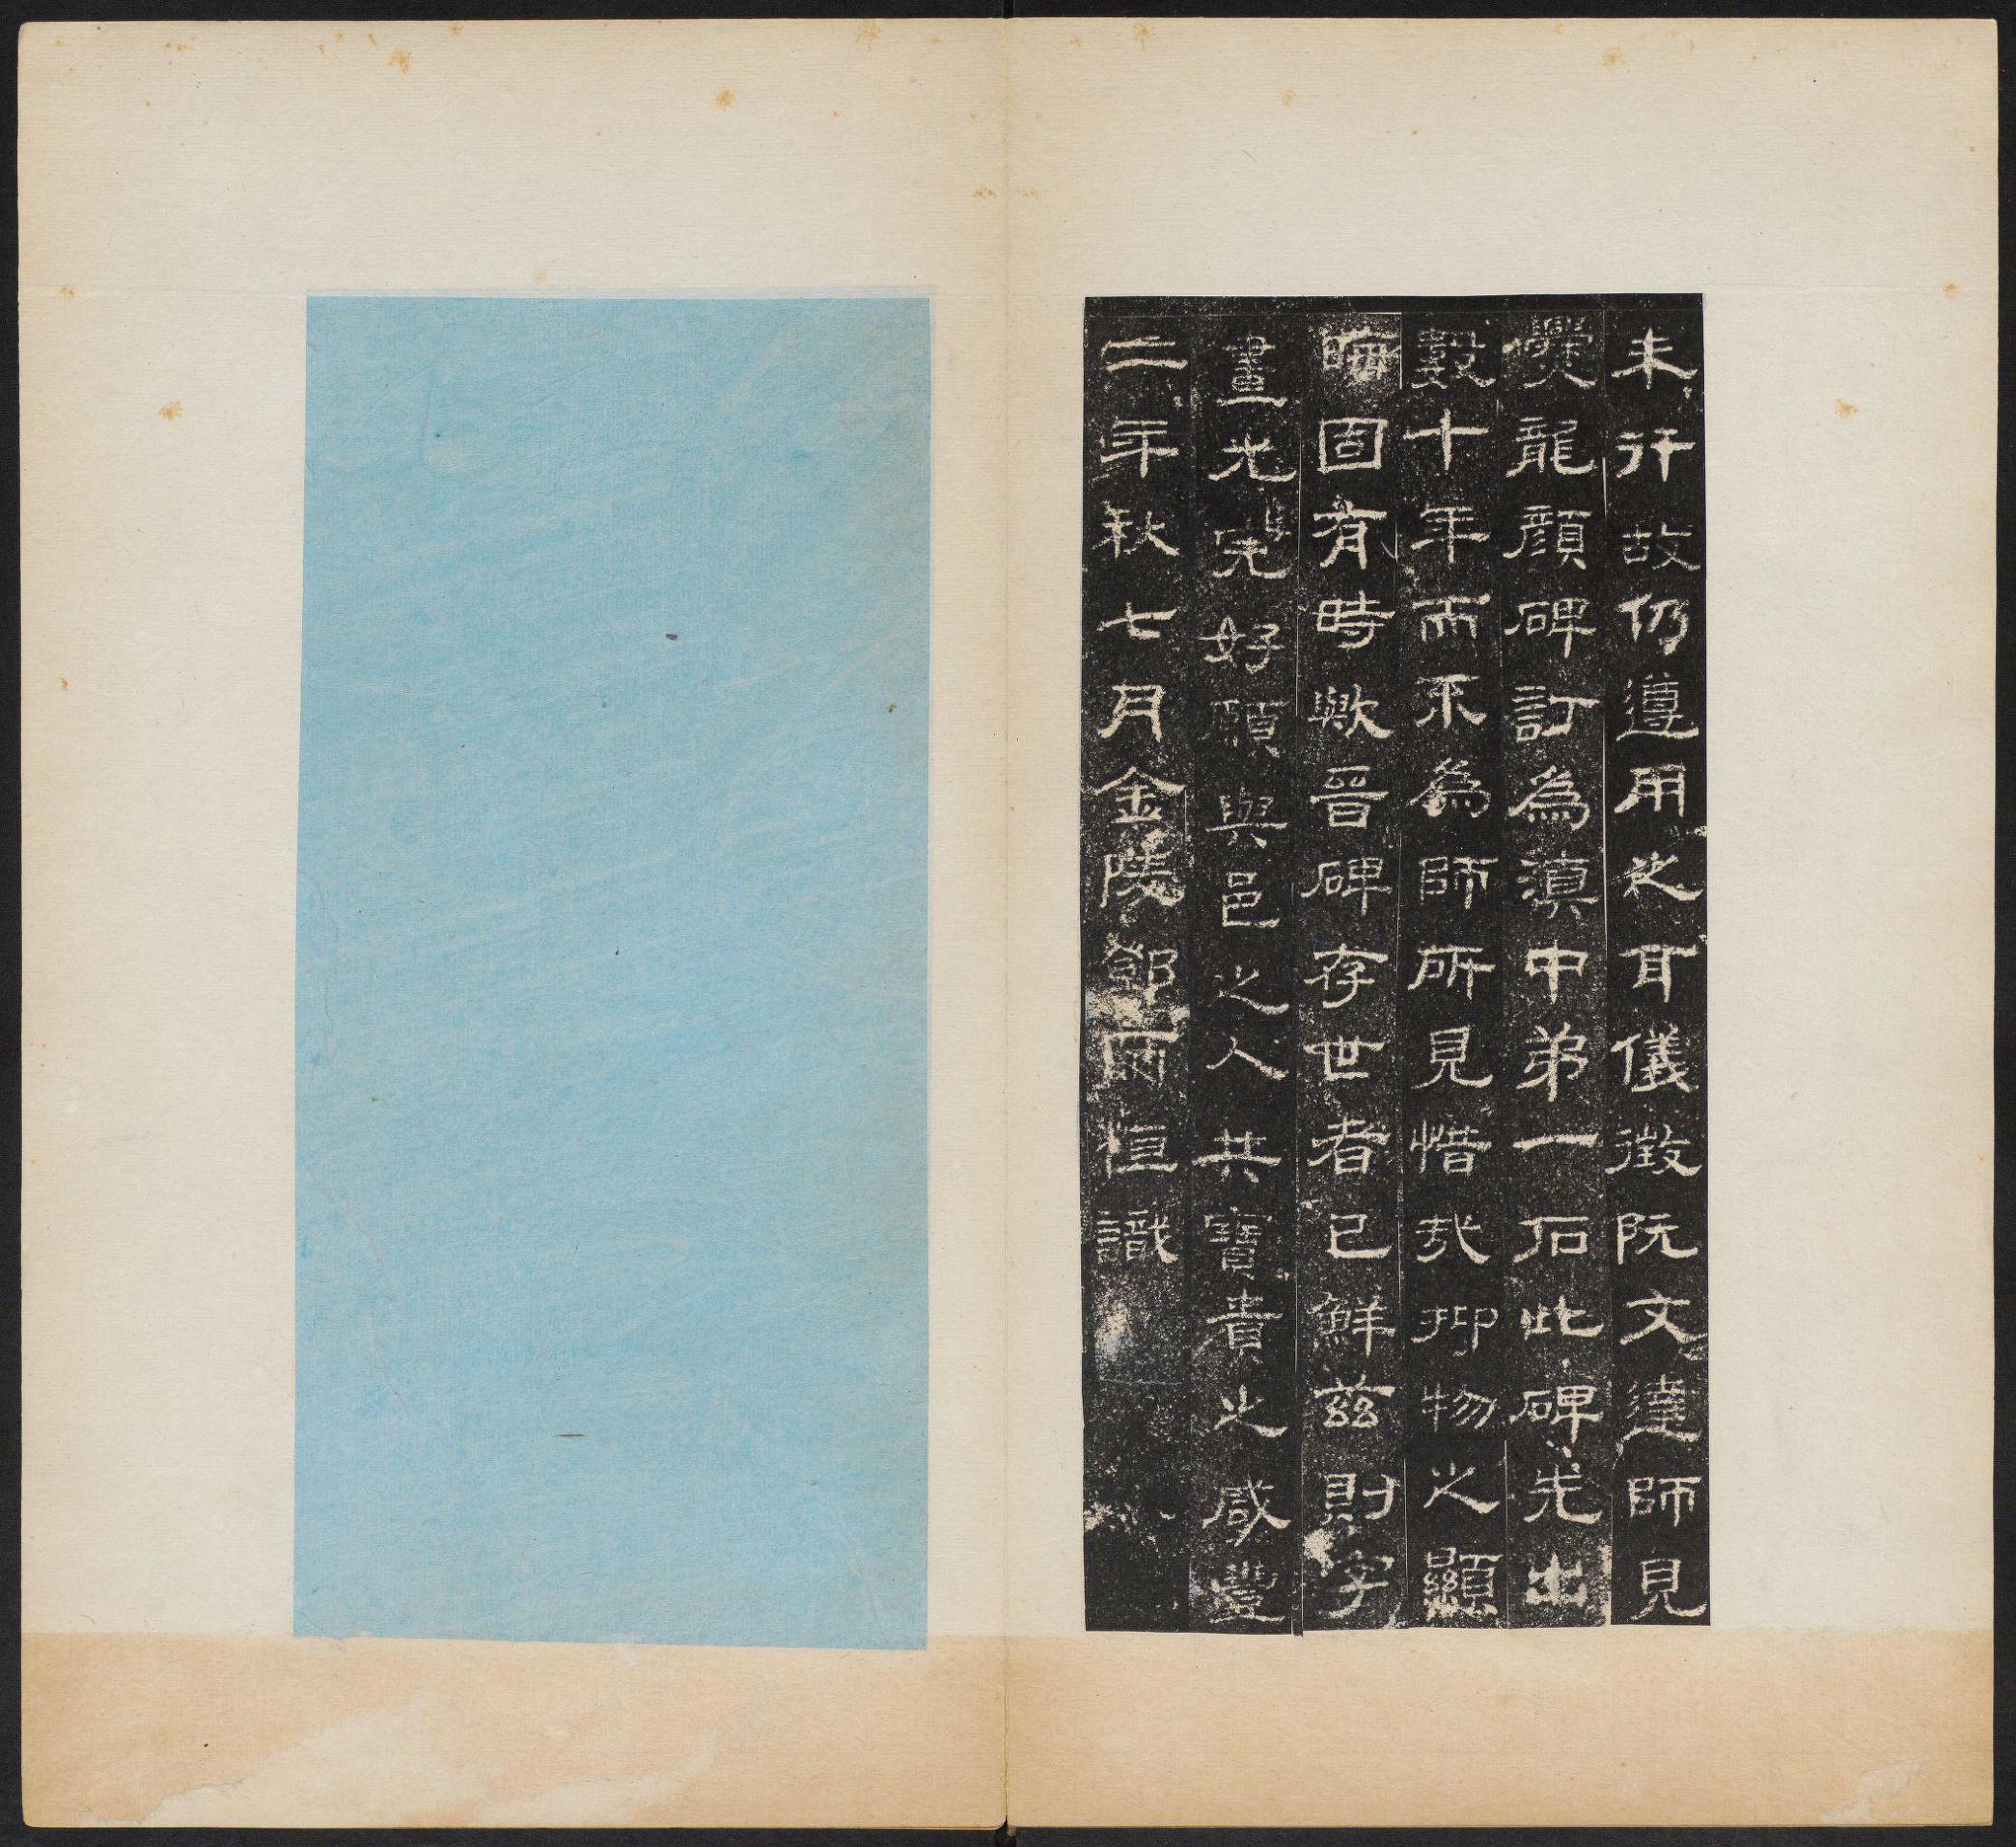 未行故仍遵用之耳儀徵阮文達師見
爨龍顏碑訂為滇中弟一石此碑先出
數十年而不為師所見惜哉抑物之顯
晦固有時歟晉碑存世者已鮮茲則字
畫尤完好願與邑之人共寶貴之咸豐
二年秋七月金陵鄧爾恒識